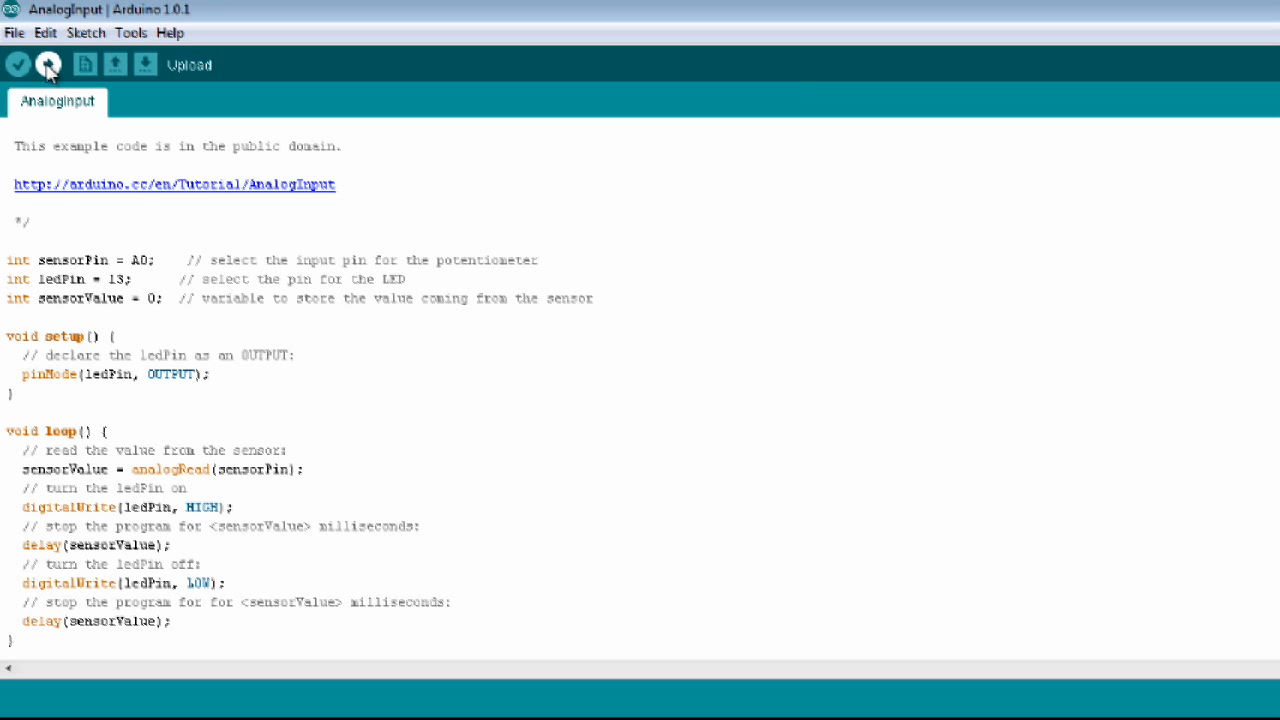 AnalogInput | Arduino 1.0.1
File Edit Sketch Tools Help
Upload
AnalogInput
This example code is in the public domain.
http://arduino.cc/en/Tutorial/AnalogInput
*/
int sensorPin = A0;    // select the input pin for the potentiometer
int ledPin = 13;      // select the pin for the LED
int sensorValue = 0;  // variable to store the value coming from the sensor
void setup() {
  // declare the ledPin as an OUTPUT:
  pinMode(ledPin, OUTPUT);
}
void loop() {
  // read the value from the sensor:
  sensorValue = analogRead(sensorPin);
  // turn the ledPin on
  digitalWrite(ledPin, HIGH);
  // stop the program for <sensorValue> milliseconds:
  delay(sensorValue);
  // turn the ledPin off:
  digitalWrite(ledPin, LOW);
  // stop the program for for <sensorValue> milliseconds:
  delay(sensorValue);
}